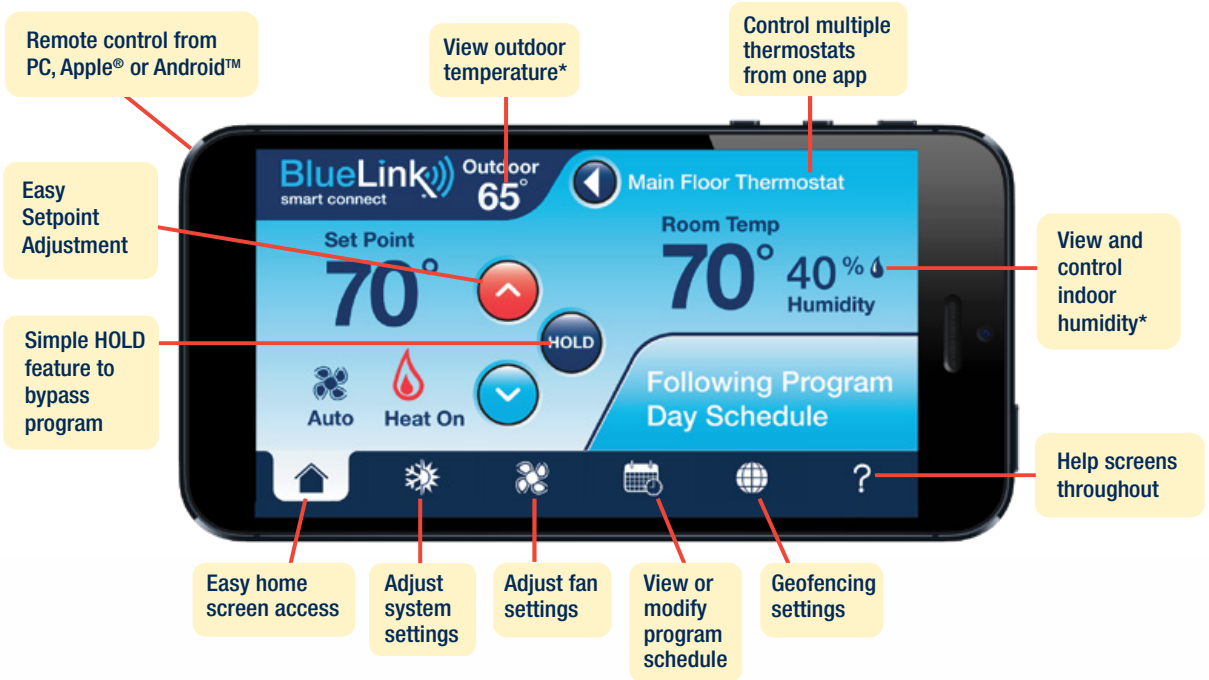 Remote control from
PC, Apple® or Android™
View outdoor
temperature*
Control multiple
thermostats
from one app
Easy
Setpoint
Adjustment
Simple HOLD
feature to
bypass
program
BlueLink
smart connect
Outdoor
65°
Main Floor Thermostat
Set Point
70°
Room Temp
70°
40%
Humidity
HOLD
Auto
Heat On
Following Program
Day Schedule
?
View and
control
indoor
humidity*
Help screens
throughout
Easy home
screen access
Adjust
system
settings
Adjust fan
settings
View or
modify
program
schedule
Geofencing
settings